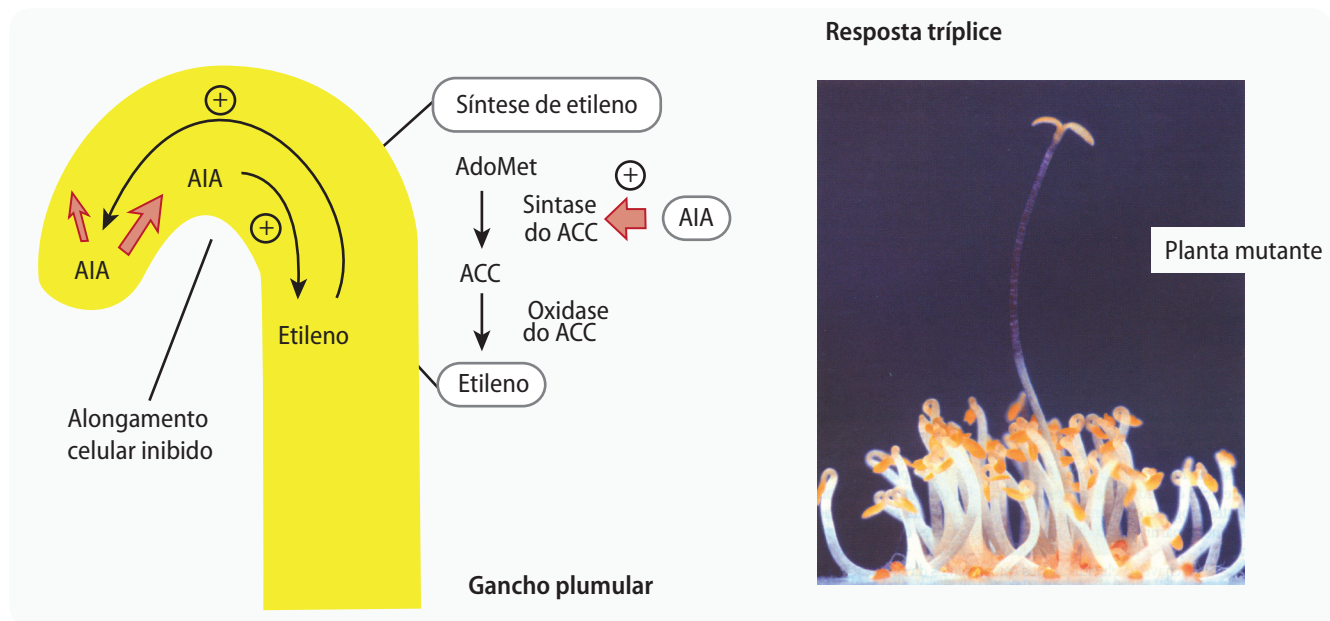 Resposta tríplice
+
Síntese de etileno
AIA
+
AIA
Etileno
AdoMet
+
Sintase
do ACC
AIA
ACC
Oxidase
do ACC
Etileno
Alongamento
celular inibido
Gancho plumular
Planta mutante